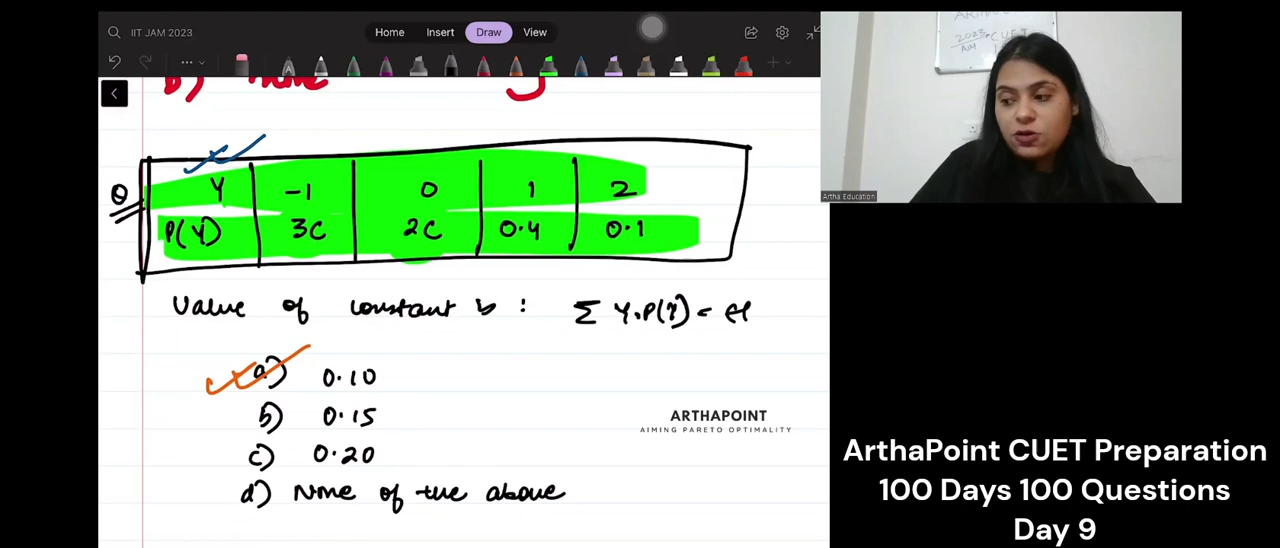 IIT JAM 2023
Home Insert Draw View
Artha Education
Q Y -1 0 1 2
P(Y) 3C 2C 0.4 0.1
Value of constant is : Σ Y.P(Y) =
a) 0.10
b) 0.15
c) 0.20
d) None of the above
ARTHAPOINT
AIMING PARETO OPTIMALITY
ArthaPoint CUET Preparation
100 Days 100 Questions
Day 9